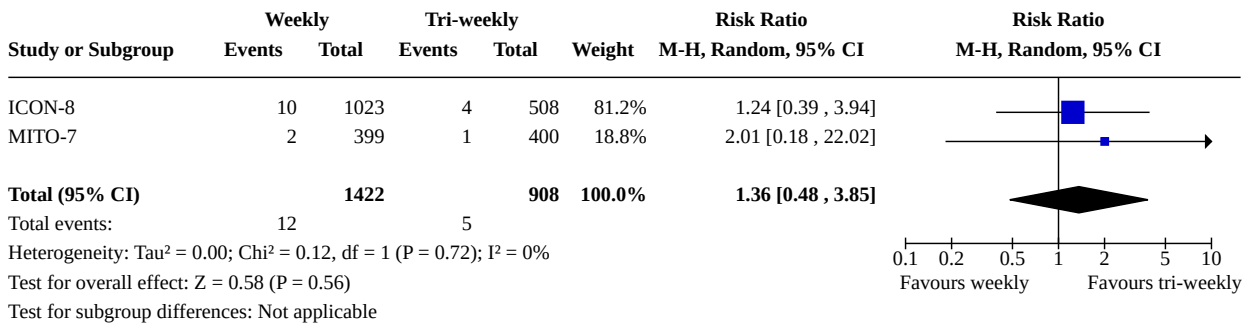 Weekly Tri-weekly Risk Ratio Risk Ratio
Study or Subgroup Events Total Events Total Weight M-H, Random, 95% CI M-H, Random, 95% CI
ICON-8 10 1023 4 508 81.2% 1.24 [0.39 , 3.94]
MITO-7 2 399 1 400 18.8% 2.01 [0.18 , 22.02]
Total (95% CI) 1422 908 100.0% 1.36 [0.48 , 3.85]
Total events: 12 5
Heterogeneity: Tau² = 0.00; Chi² = 0.12, df = 1 (P = 0.72); I² = 0%
0.1 0.2 0.5 1 2 5 10
Test for overall effect: Z = 0.58 (P = 0.56) Favours weekly Favours tri-weekly
Test for subgroup differences: Not applicable